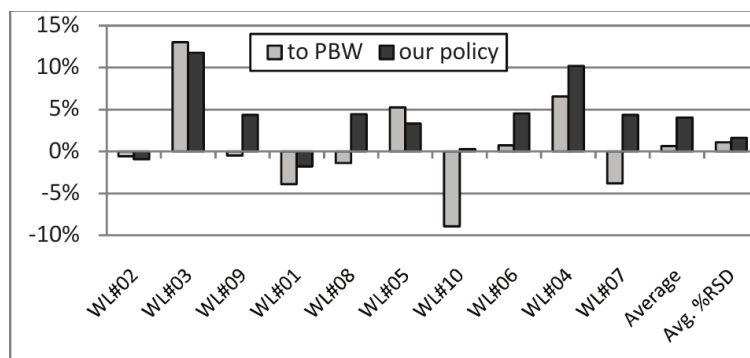 15%
10%
5%
0%
-5%
-10%
to PBW
our policy
WL#02
WL#03
WL#09
WL#01
WL#08
WL#05
WL#10
WL#06
WL#04
WL#07
Average
Avg. %RSD